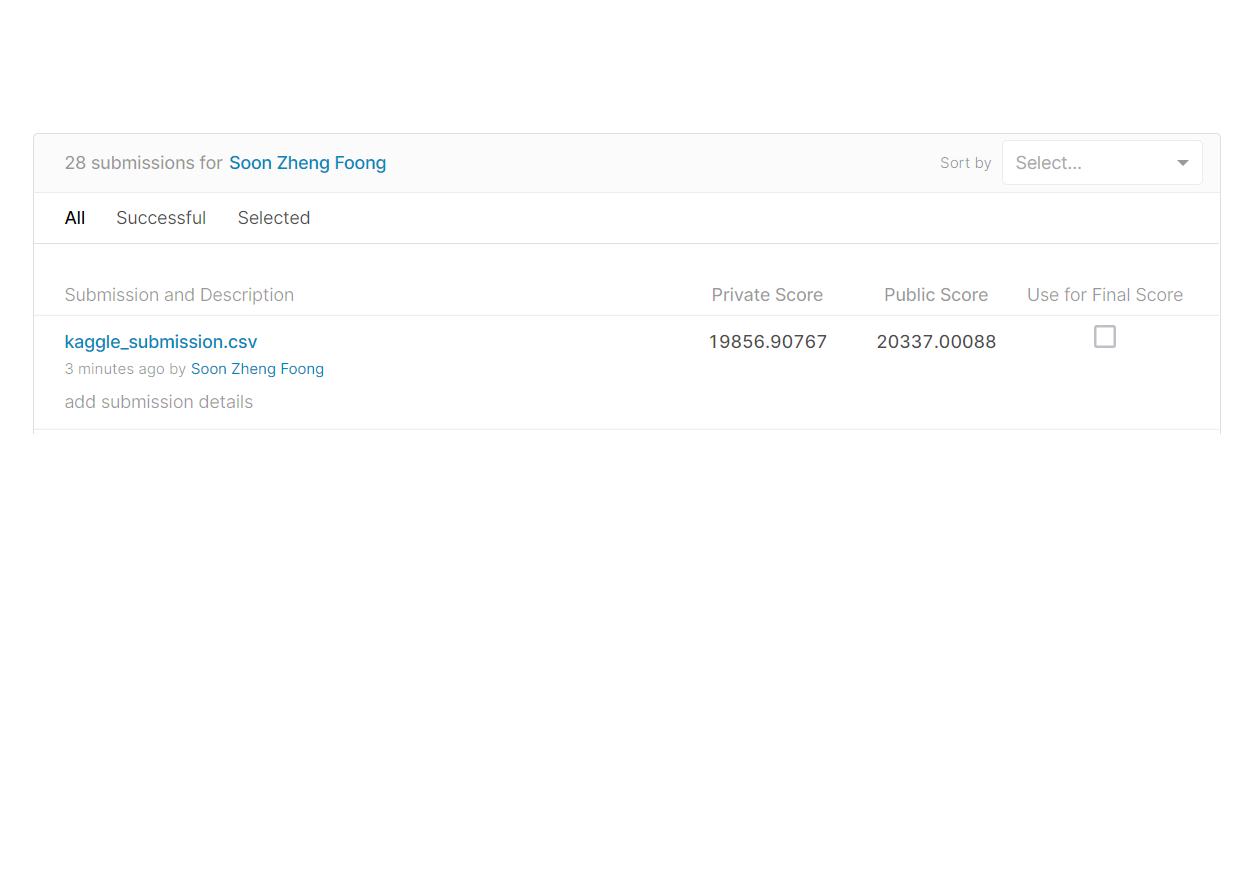 28 submissions for Soon Zheng Foong Sort by Select...
All Successful Selected
Submission and Description Private Score Public Score Use for Final Score
kaggle_submission.csv 19856.90767 20337.00088
3 minutes ago by Soon Zheng Foong
add submission details